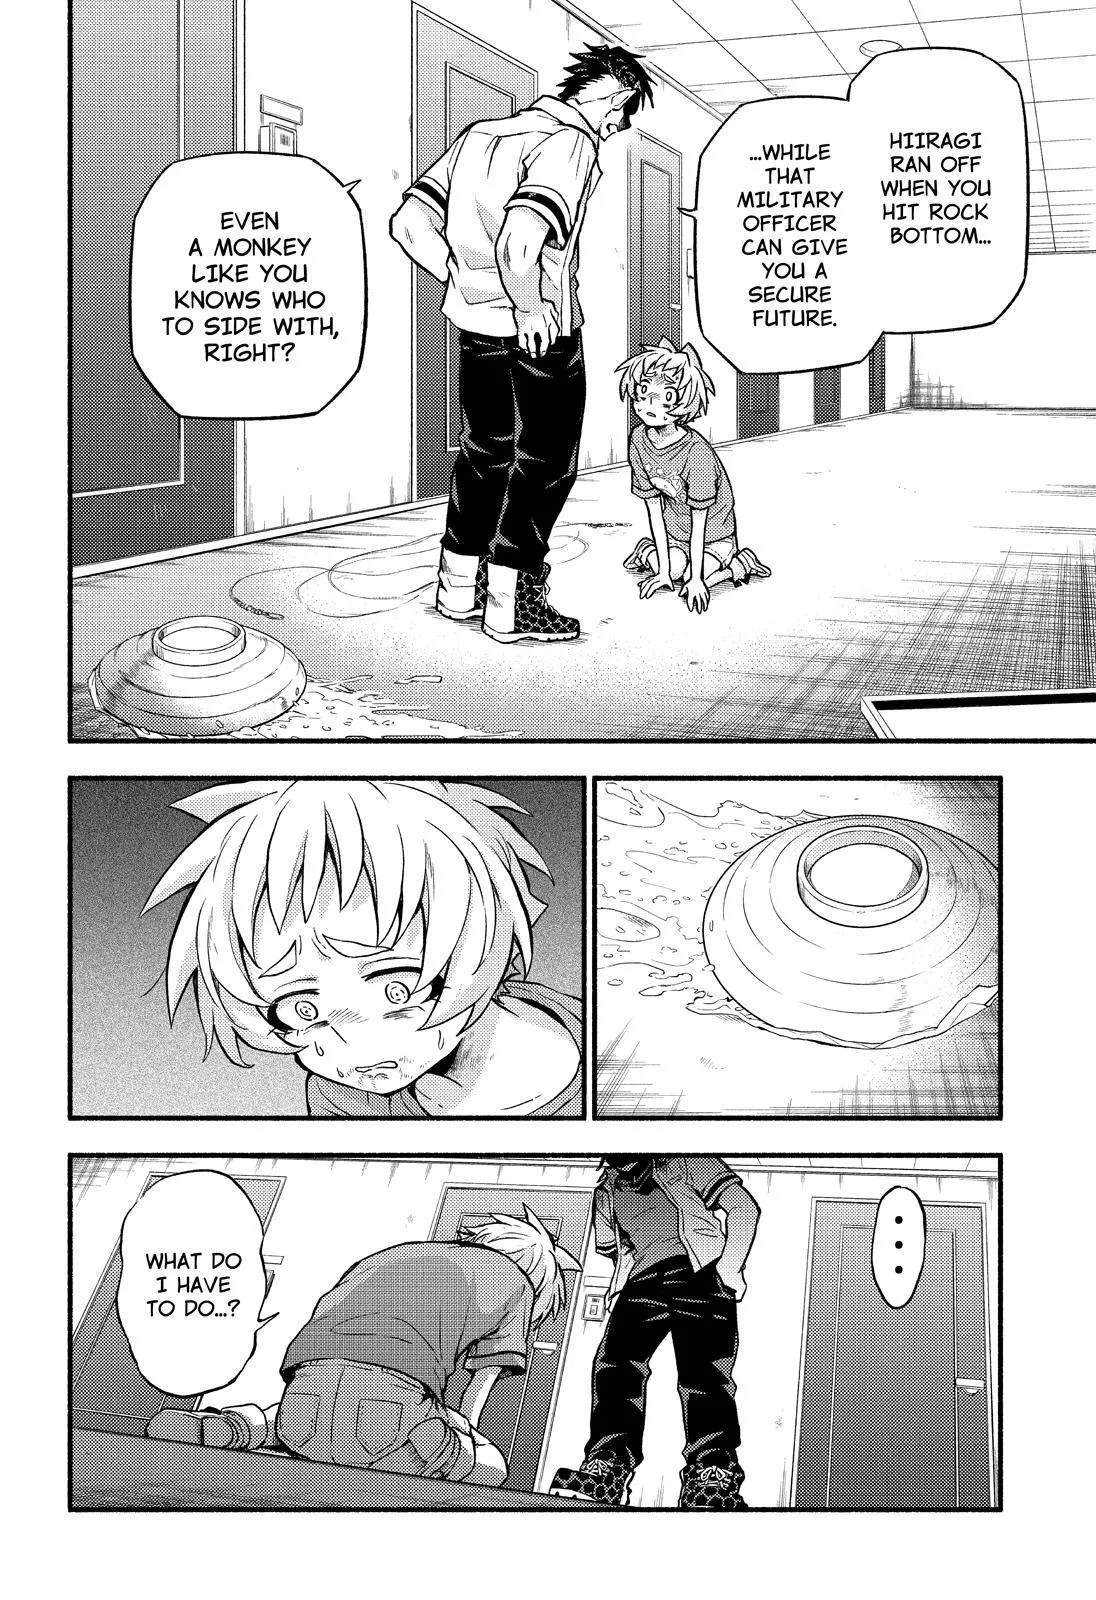 HIIRAGI
RAN OFF
WHEN YOU
HIT ROCK
BOTTOM...
...WHILE
THAT
MILITARY
OFFICER
CAN GIVE
YOU A
SECURE
FUTURE.
EVEN
A MONKEY
LIKE YOU
KNOWS WHO
TO SIDE WITH,
RIGHT?
...
WHAT DO
I HAVE
TO DO...?